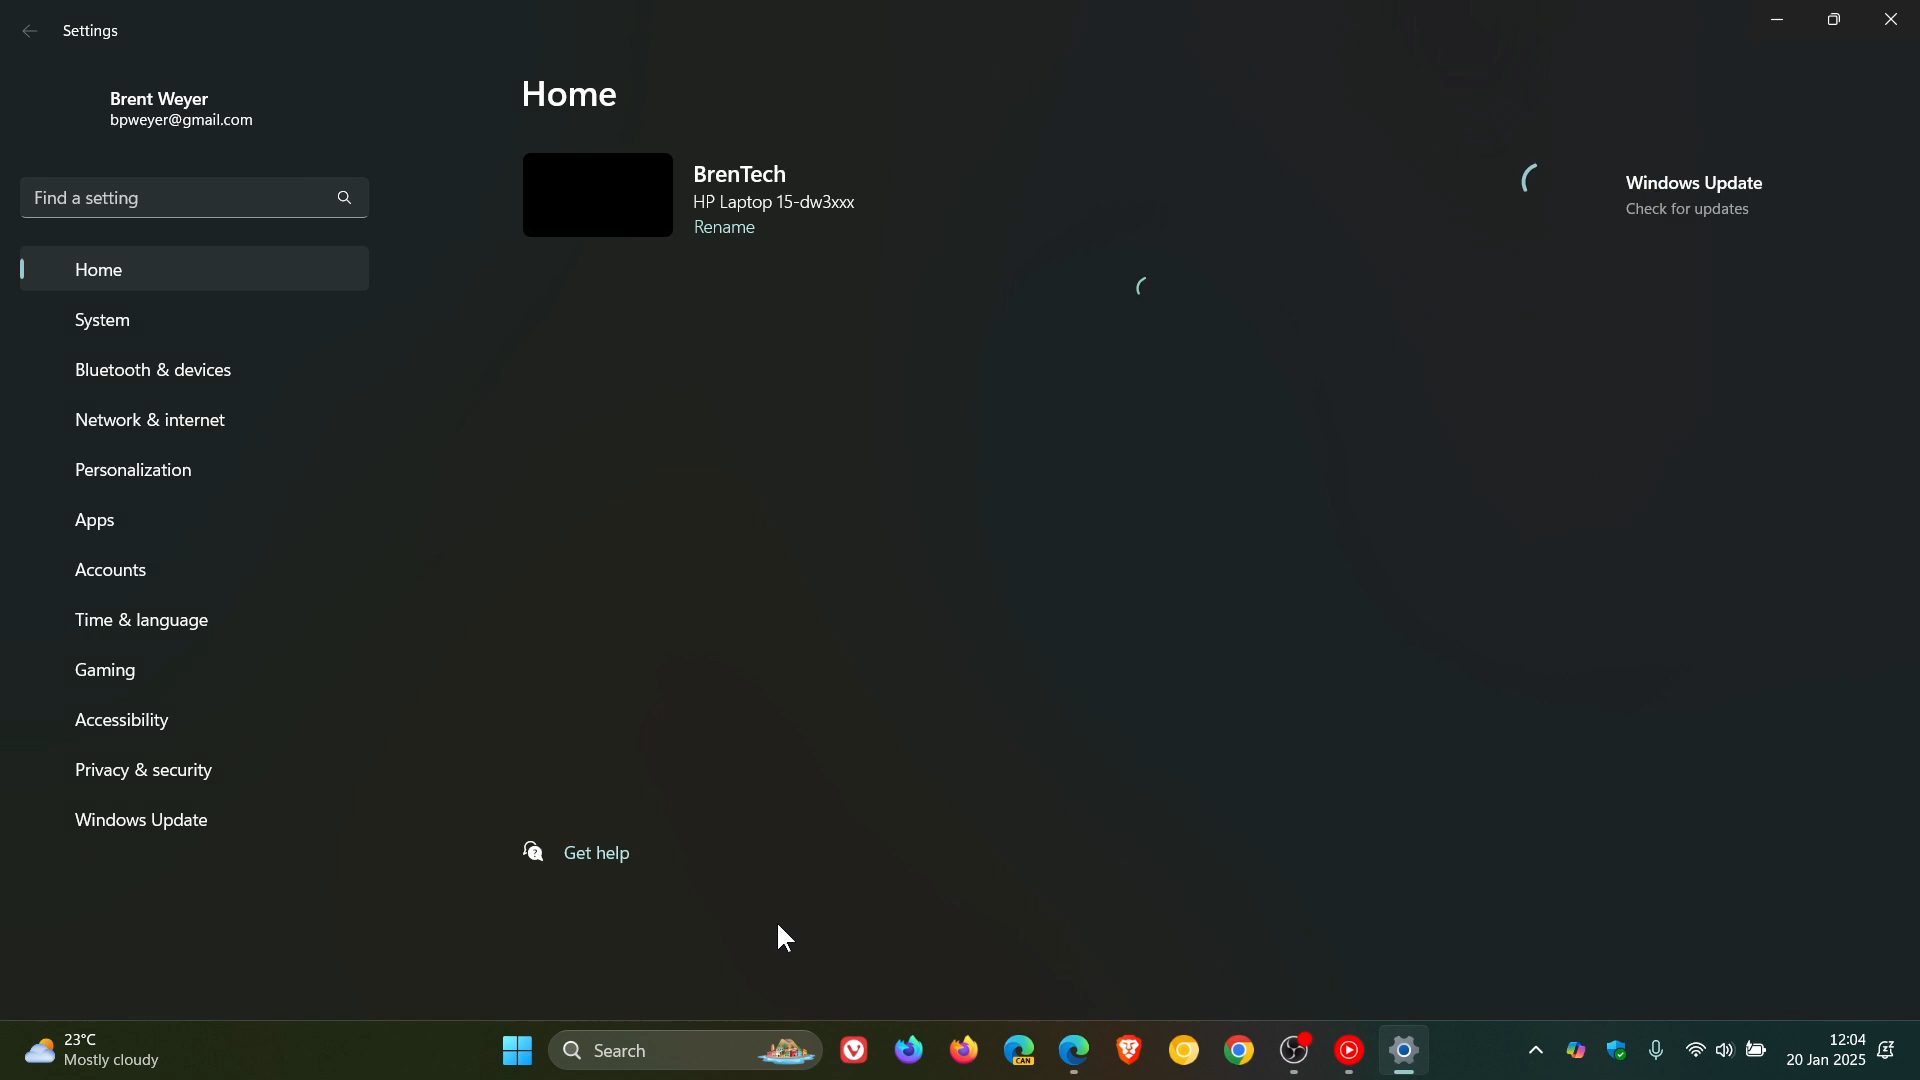 Settings
Brent Weyer
bpweyer@gmail.com
Find a setting
Home
System
Bluetooth & devices
Network & internet
Personalization
Apps
Accounts
Time & language
Gaming
Accessibility
Privacy & security
Windows Update
Home
BrenTech
HP Laptop 15-dw3xxx
Rename
Windows Update
Check for updates
Get help
23°C
Mostly cloudy
Search
CAN
12:04
20 Jan 2025